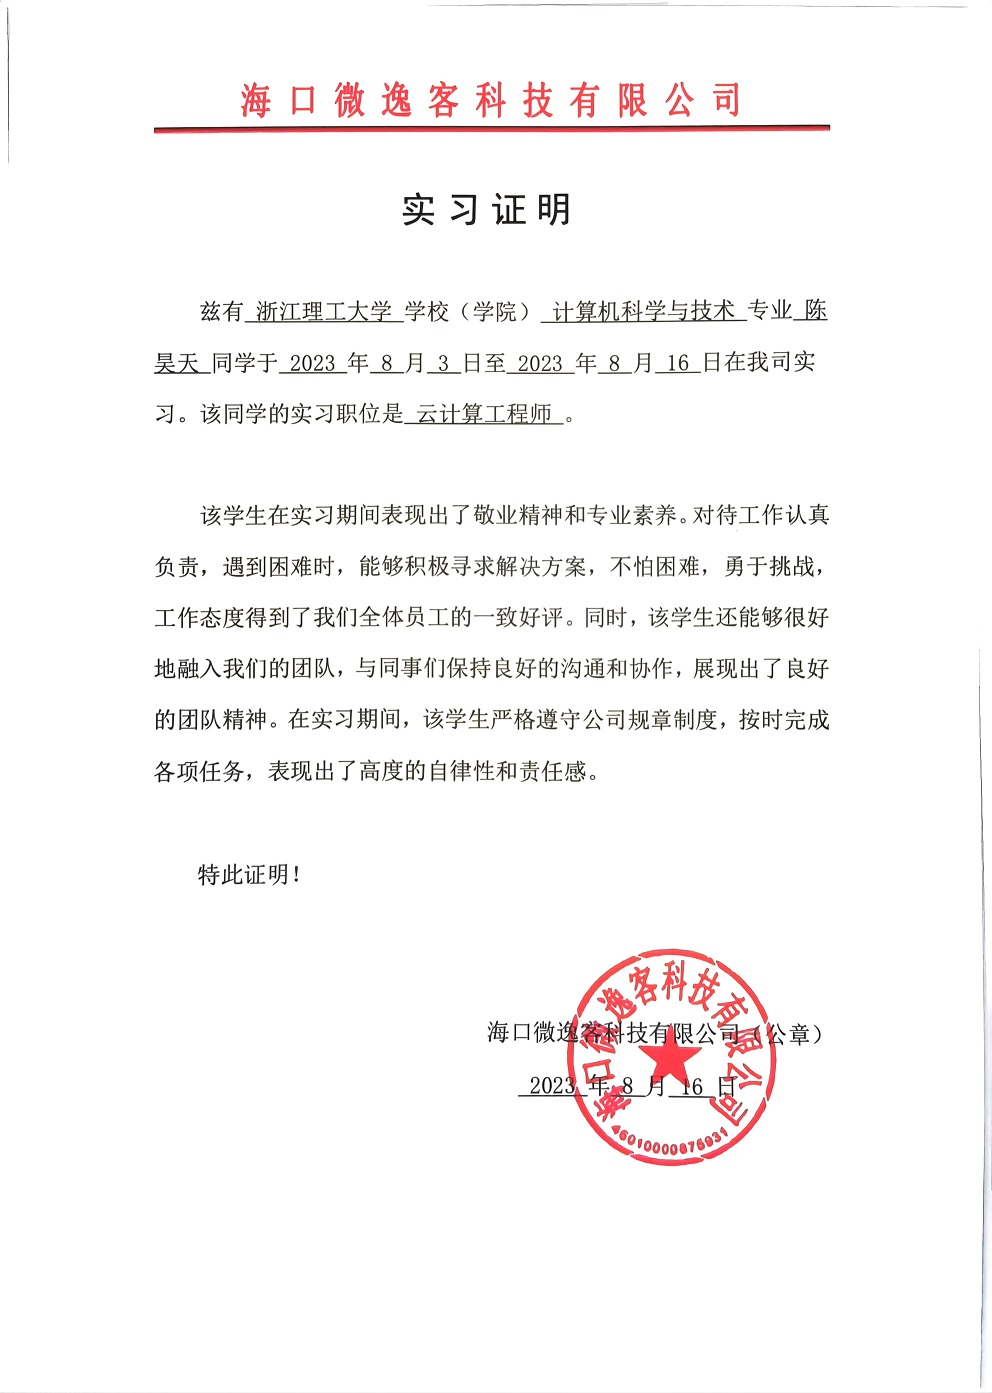 海口微逸客科技有限公司
实习证明
兹有 浙江理工大学 学校（学院） 计算机科学与技术 专业 陈
昊天 同学于 2023 年 8 月 3 日至 2023 年 8 月 16 日在我司实
习。该同学的实习职位是 云计算工程师 。
该学生在实习期间表现出了敬业精神和专业素养。对待工作认真
负责，遇到困难时，能够积极寻求解决方案，不怕困难，勇于挑战，
工作态度得到了我们全体员工的一致好评。同时，该学生还能够很好
地融入我们的团队，与同事们保持良好的沟通和协作，展现出了良好
的团队精神。在实习期间，该学生严格遵守公司规章制度，按时完成
各项任务，表现出了高度的自律性和责任感。
特此证明！
海口微逸客科技有限公司（公章）
2023 年 8 月 16 日
海口微逸客科技有限公司
46010000876931